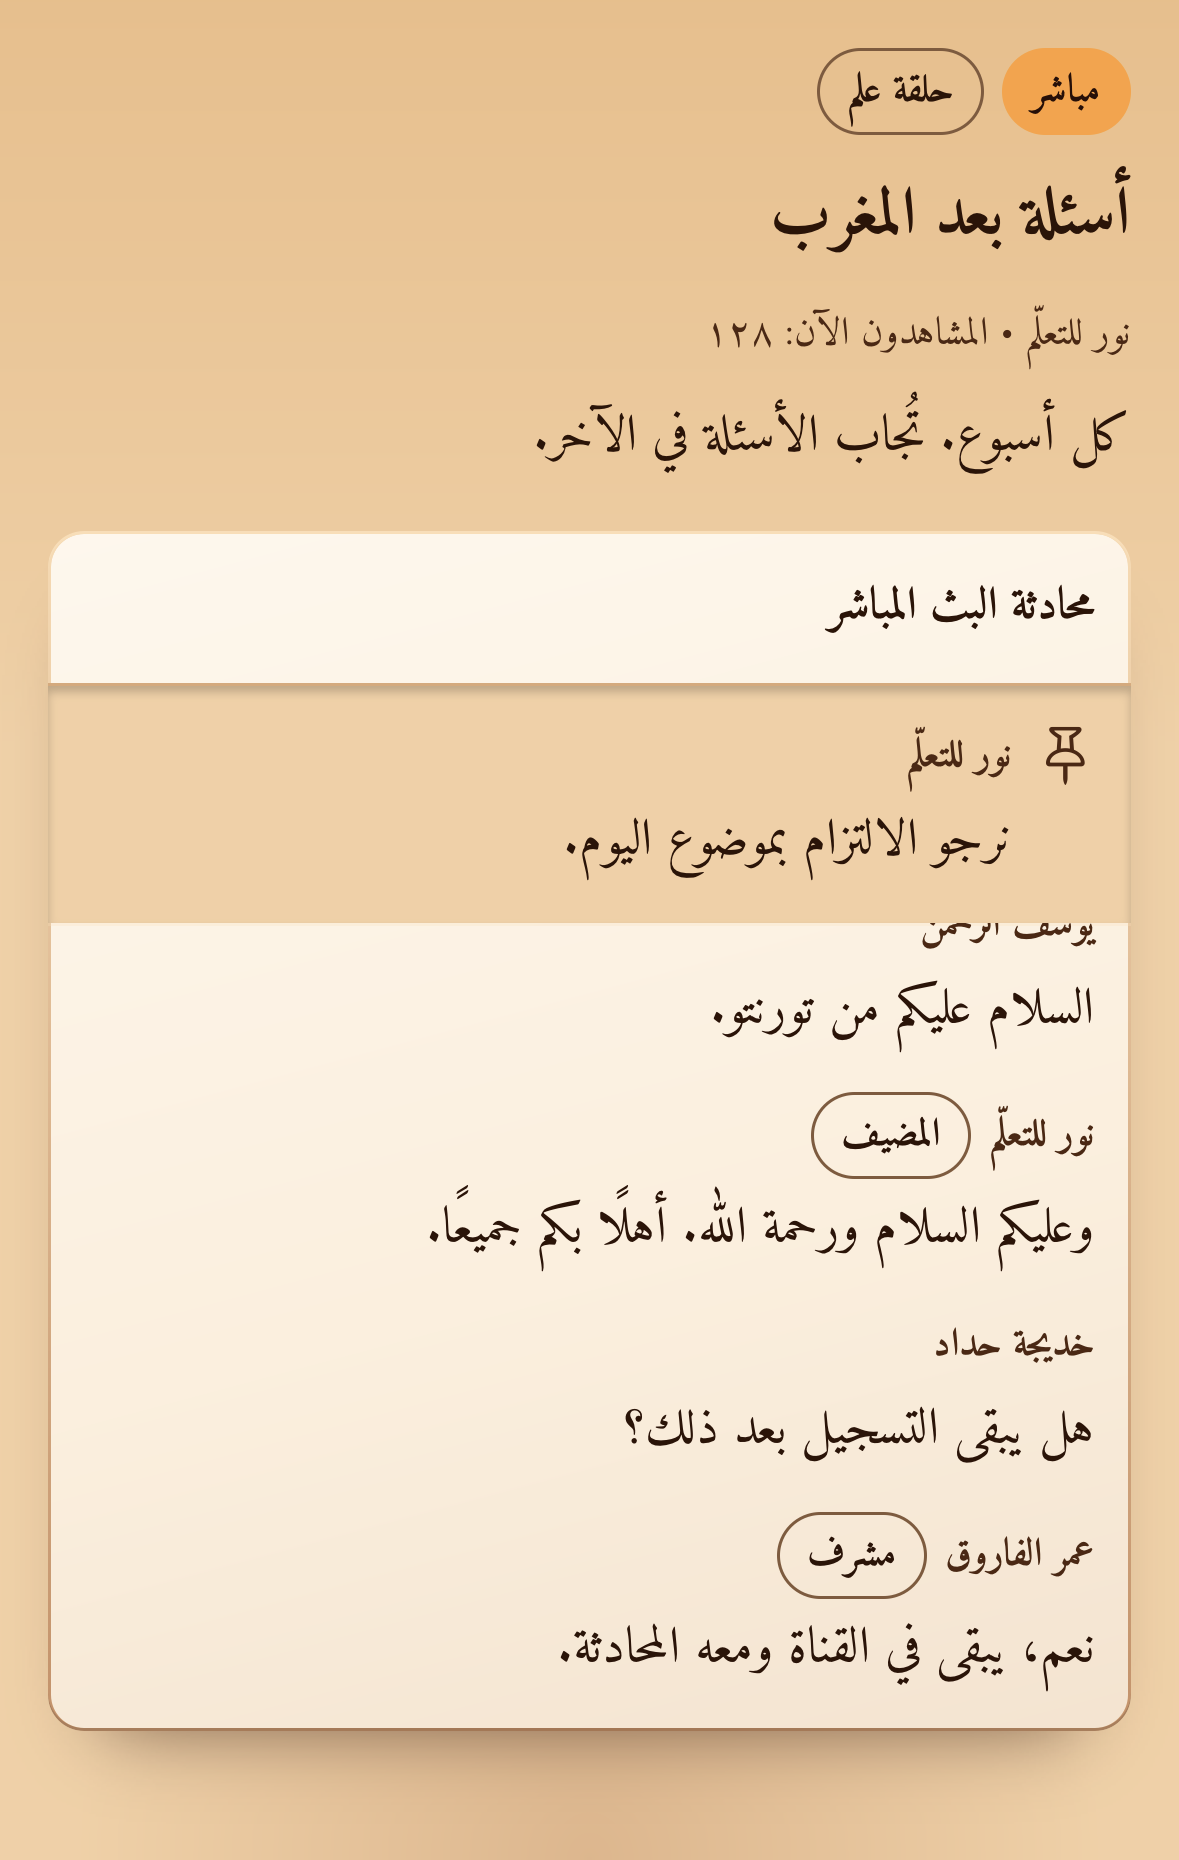 مباشر حلقة علم
أسئلة بعد المغرب
نور للتعلّم • المشاهدون الآن: ١٢٨
كل أسبوع. تُجاب الأسئلة في الآخر.
محادثة البث المباشر
نور للتعلّم
نرجو الالتزام بموضوع اليوم.
يوسف الرحمن
السلام عليكم من تورنتو.
نور للتعلّم المضيف
وعليكم السلام ورحمة الله. أهلًا بكم جميعًا.
خديجة حداد
هل يبقى التسجيل بعد ذلك؟
عمر الفاروق مشرف
نعم، يبقى في القناة ومعه المحادثة.